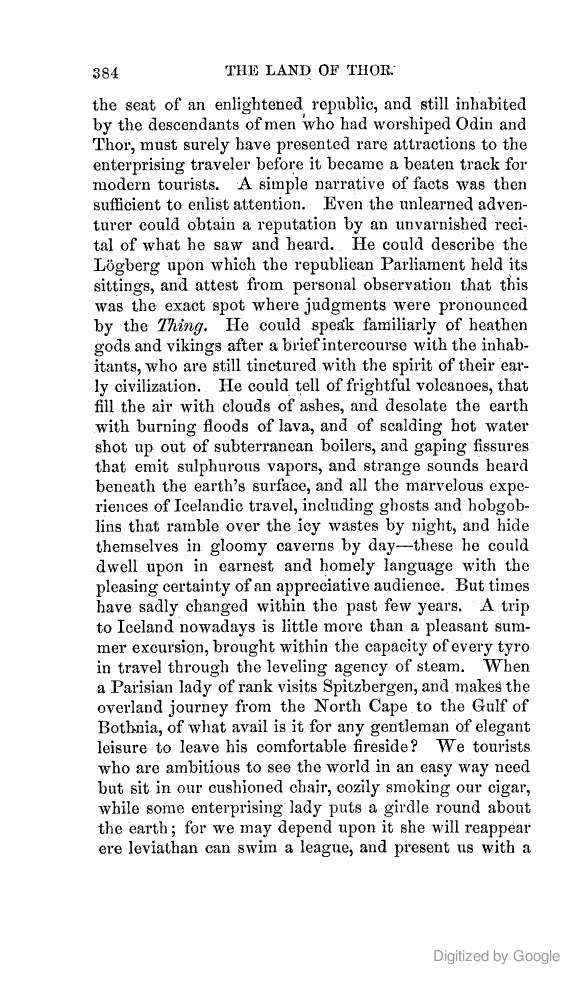 384 THE LAND OF THOR.
the seat of an enlightened republic, and still inhabited
by the descendants of men who had worshiped Odin and
Thor, must surely have presented rare attractions to the
enterprising traveler before it became a beaten track for
modern tourists. A simple narrative of facts was then
sufficient to enlist attention. Even the unlearned adven-
turer could obtain a reputation by an unvarnished reci-
tal of what he saw and heard. He could describe the
Lögberg upon which the republican Parliament held its
sittings, and attest from personal observation that this
was the exact spot where judgments were pronounced
by the Thing. He could speak familiarly of heathen
gods and vikings after a brief intercourse with the inhab-
itants, who are still tinctured with the spirit of their ear-
ly civilization. He could tell of frightful volcanoes, that
fill the air with clouds of ashes, and desolate the earth
with burning floods of lava, and of scalding hot water
shot up out of subterranean boilers, and gaping fissures
that emit sulphurous vapors, and strange sounds heard
beneath the earth's surface, and all the marvelous expe-
riences of Icelandic travel, including ghosts and hobgob-
lins that ramble over the icy wastes by night, and hide
themselves in gloomy caverns by day—these he could
dwell upon in earnest and homely language with the
pleasing certainty of an appreciative audience. But times
have sadly changed within the past few years. A trip
to Iceland nowadays is little more than a pleasant sum-
mer excursion, brought within the capacity of every tyro
in travel through the leveling agency of steam. When
a Parisian lady of rank visits Spitzbergen, and makes the
overland journey from the North Cape to the Gulf of
Bothnia, of what avail is it for any gentleman of elegant
leisure to leave his comfortable fireside? We tourists
who are ambitious to see the world in an easy way need
but sit in our cushioned chair, cozily smoking our cigar,
while some enterprising lady puts a girdle round about
the earth; for we may depend upon it she will reappear
ere leviathan can swim a league, and present us with a
Digitized by Google